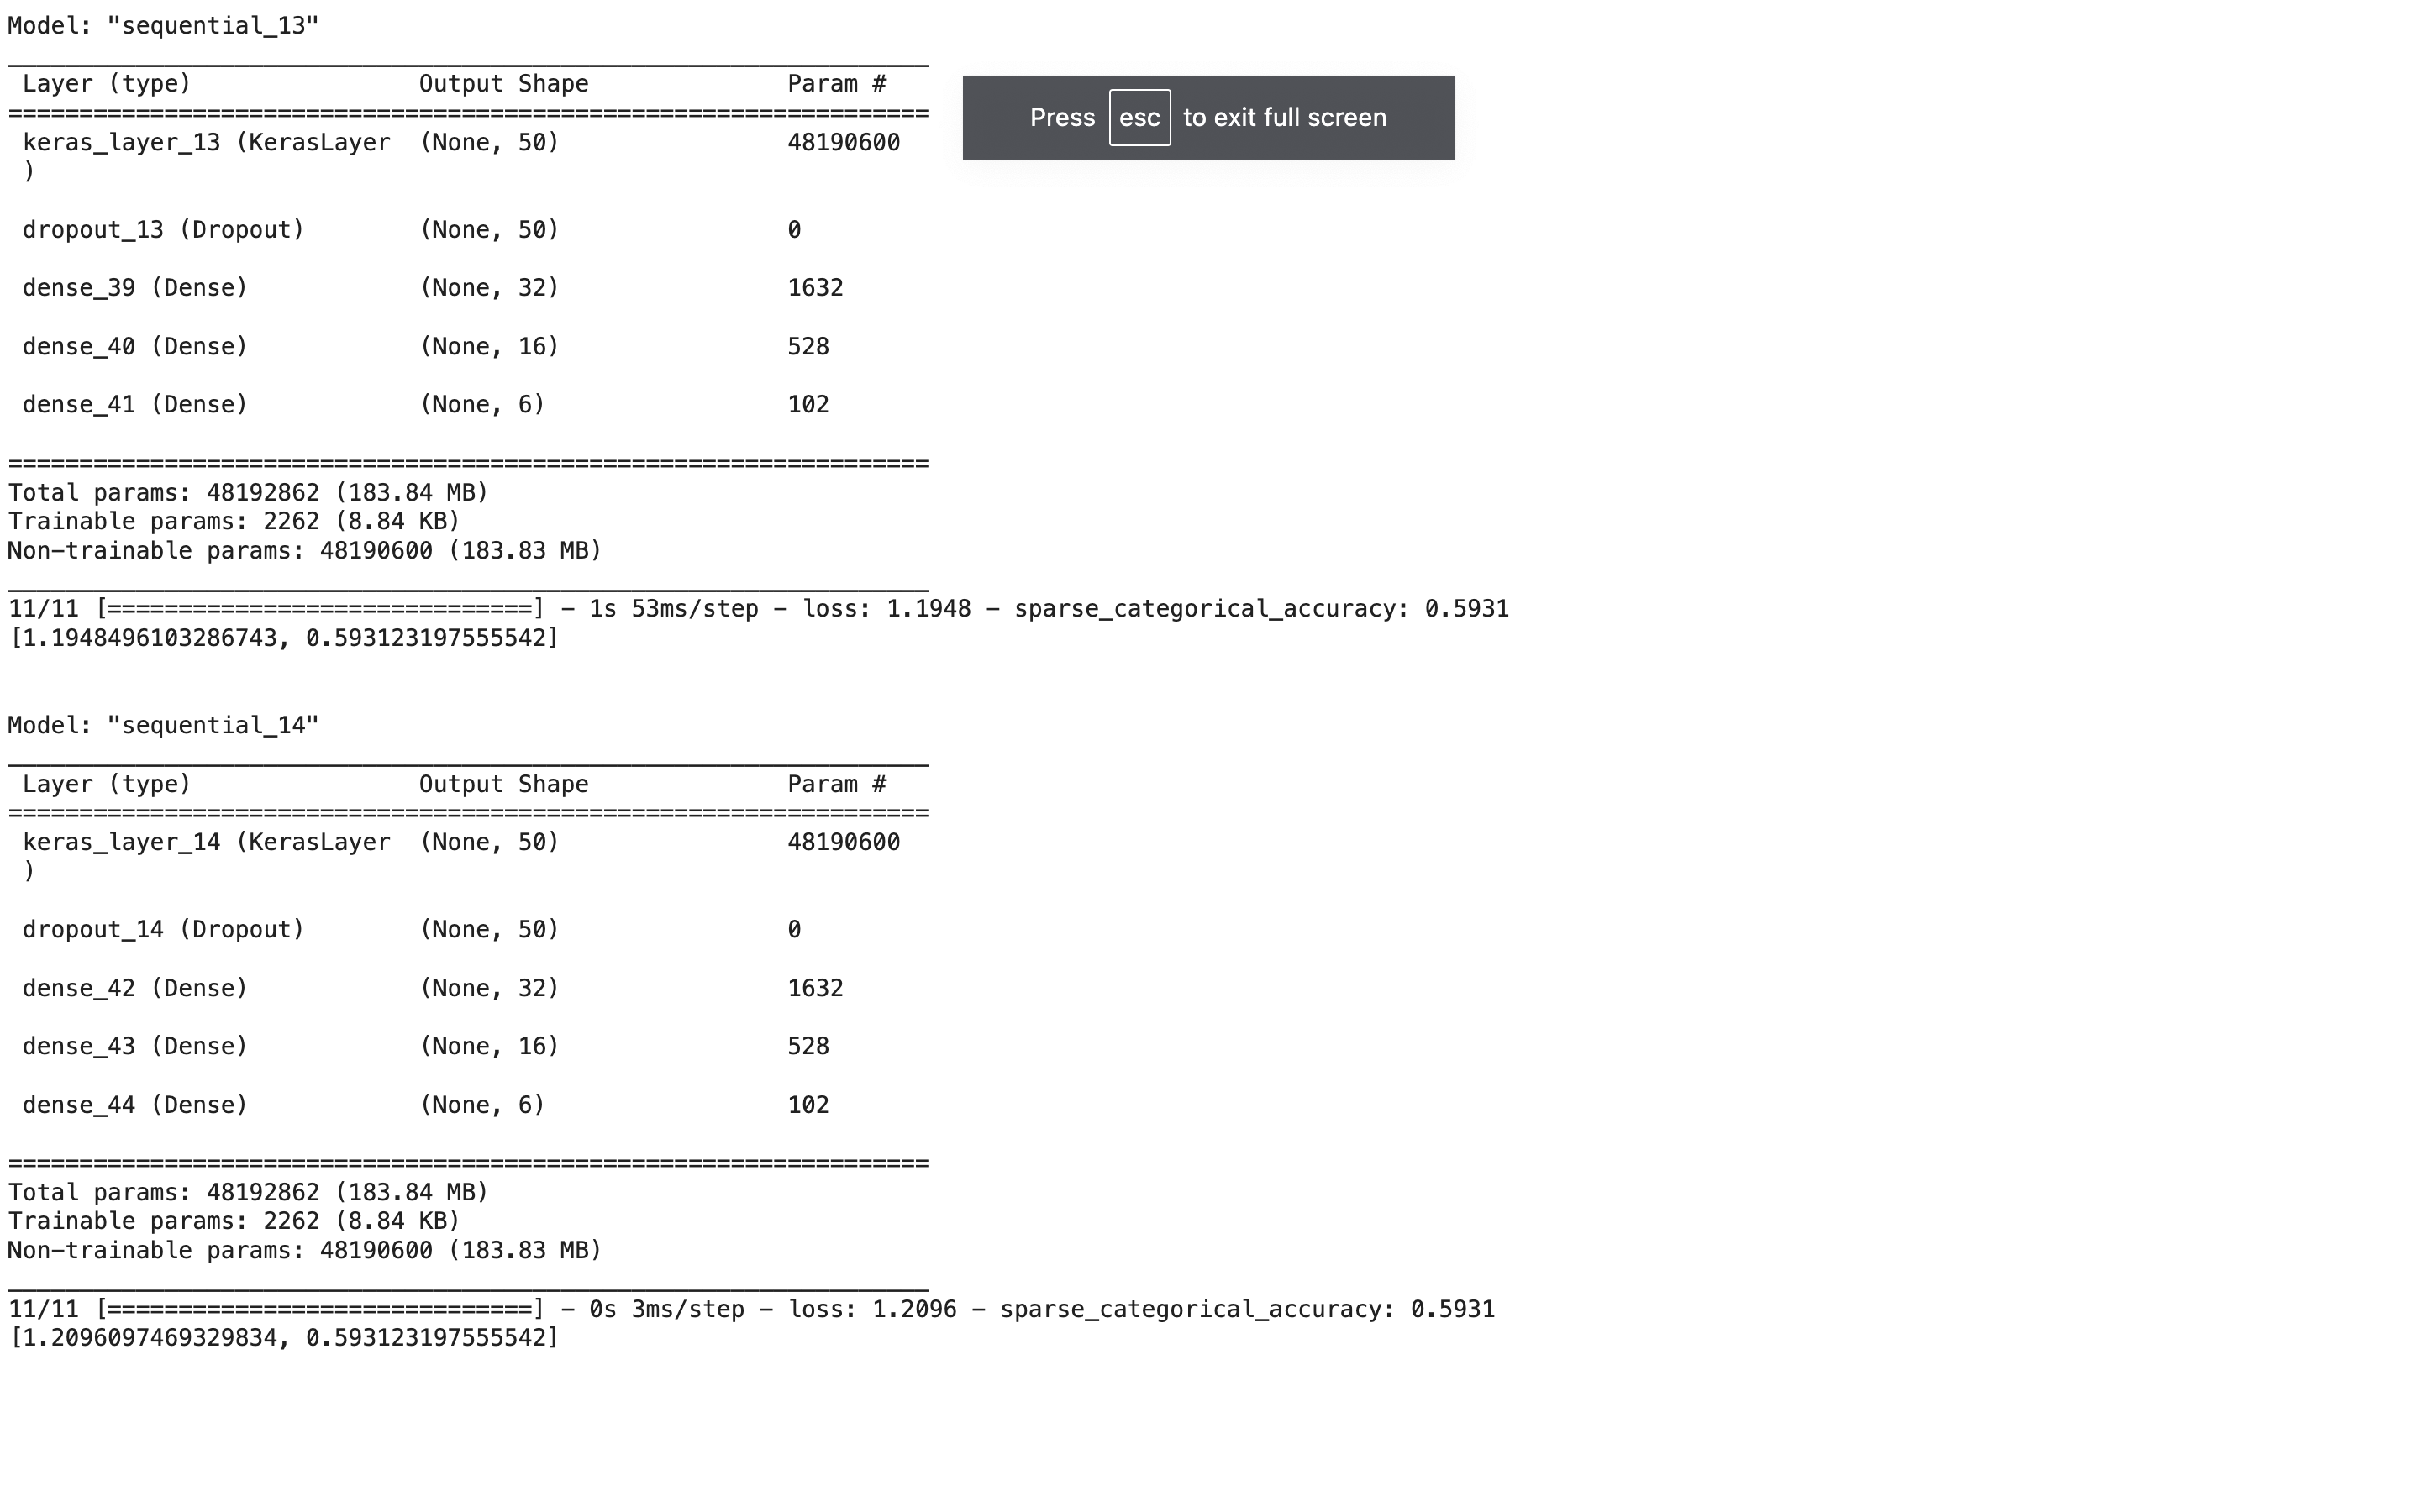 Model: "sequential_13"
_________________________________________________________________
 Layer (type)                Output Shape              Param #
=================================================================
 keras_layer_13 (KerasLayer  (None, 50)                48190600
 )
 dropout_13 (Dropout)        (None, 50)                0
 dense_39 (Dense)            (None, 32)                1632
 dense_40 (Dense)            (None, 16)                528
 dense_41 (Dense)            (None, 6)                 102
=================================================================
Total params: 48192862 (183.84 MB)
Trainable params: 2262 (8.84 KB)
Non-trainable params: 48190600 (183.83 MB)
_________________________________________________________________
11/11 [==============================] - 1s 53ms/step - loss: 1.1948 - sparse_categorical_accuracy: 0.5931
[1.1948496103286743, 0.593123197555542]
Press esc to exit full screen
Model: "sequential_14"
_________________________________________________________________
 Layer (type)                Output Shape              Param #
=================================================================
 keras_layer_14 (KerasLayer  (None, 50)                48190600
 )
 dropout_14 (Dropout)        (None, 50)                0
 dense_42 (Dense)            (None, 32)                1632
 dense_43 (Dense)            (None, 16)                528
 dense_44 (Dense)            (None, 6)                 102
=================================================================
Total params: 48192862 (183.84 MB)
Trainable params: 2262 (8.84 KB)
Non-trainable params: 48190600 (183.83 MB)
_________________________________________________________________
11/11 [==============================] - 0s 3ms/step - loss: 1.2096 - sparse_categorical_accuracy: 0.5931
[1.2096097469329834, 0.593123197555542]